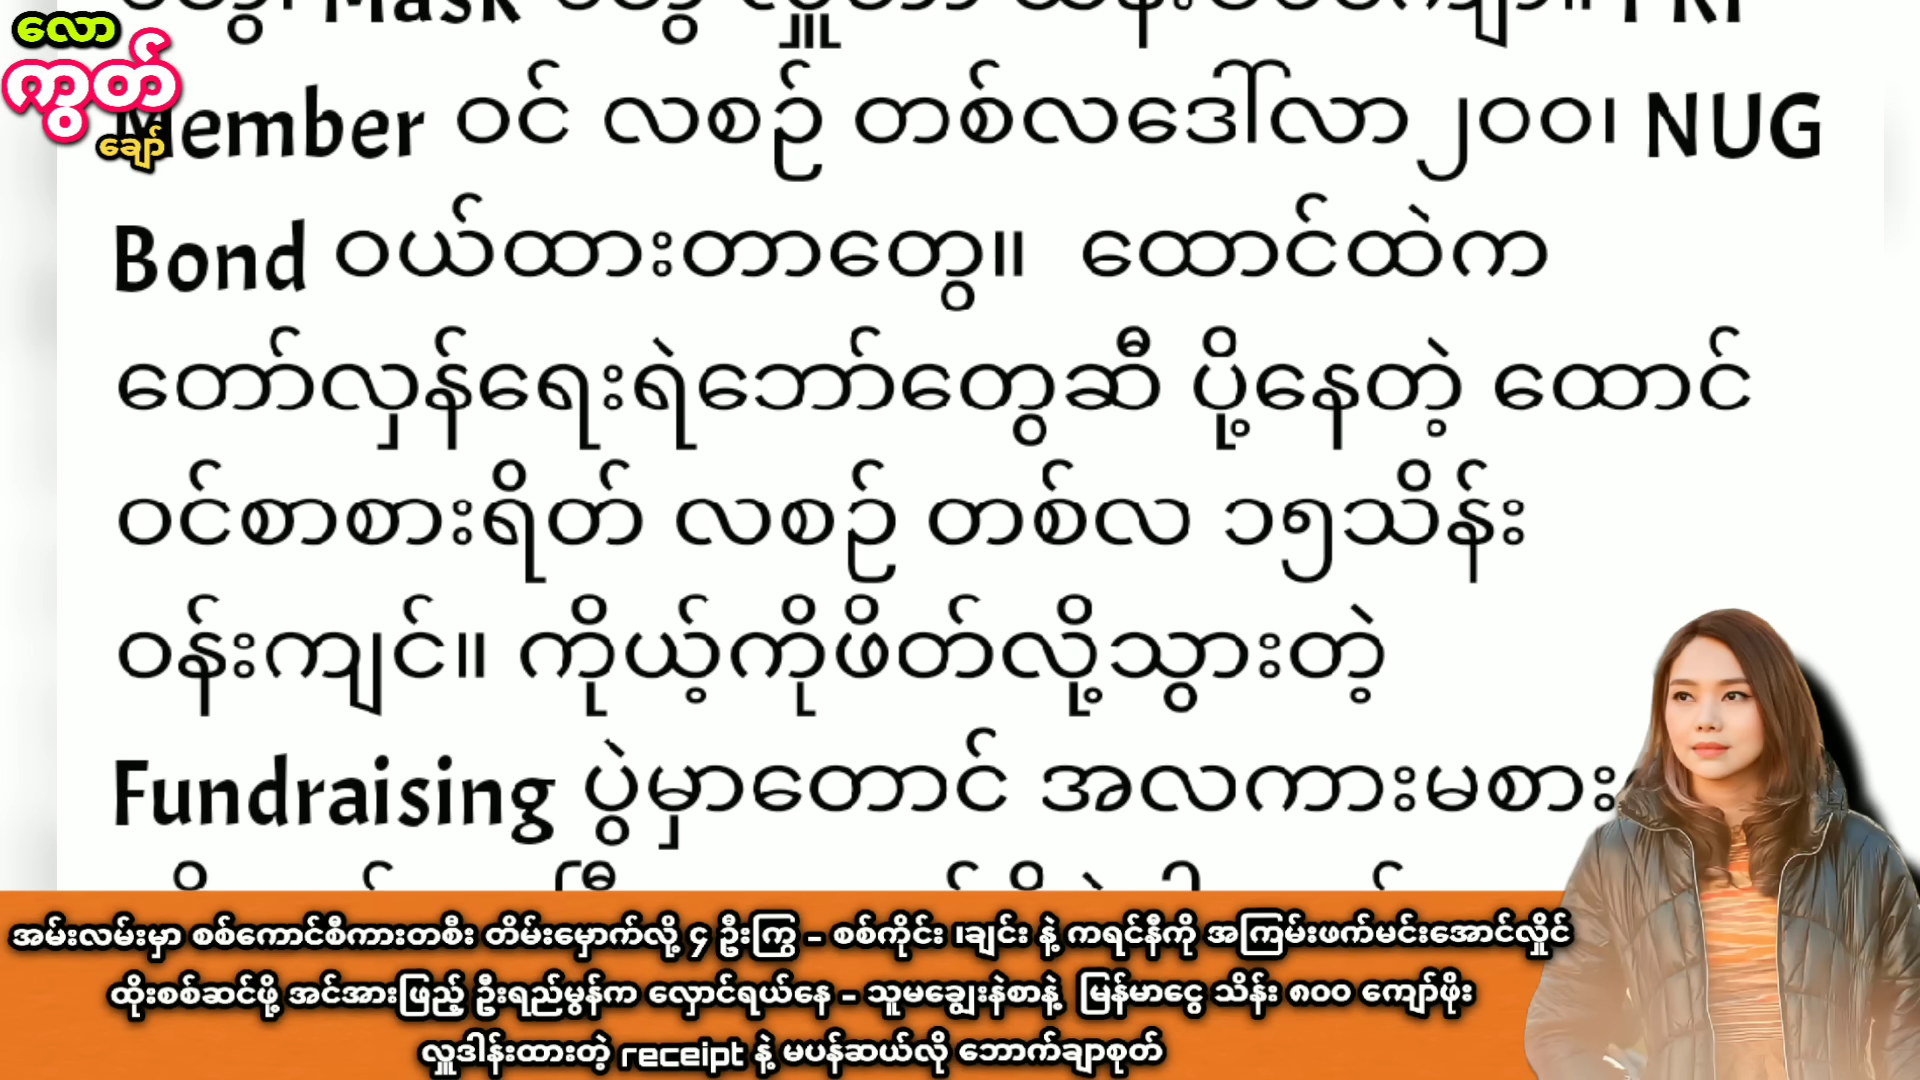 လော
ကွတ်
ချော်
Mask
Member ဝင် လစဉ် တစ်လဒေါ်လာ၂၀၀၊ NUG
Bond ဝယ်ထားတာတွေ။ ထောင်ထဲက
တော်လှန်ရေးရဲဘော်တွေဆီ ပို့နေတဲ့ ထောင်
ဝင်စာစားရိတ် လစဉ် တစ်လ ၁၅သိန်း
ဝန်းကျင်။ ကိုယ့်ကိုဖိတ်လို့သွားတဲ့
Fundraising ပွဲမှာတောင် အလကားမစား
အမ်းလမ်းမှာ စစ်ကောင်စီကားတစီး တိမ်းမှောက်လို့ ၄ ဦးကြွ - စစ်ကိုင်း ၊ချင်း နဲ့ ကရင်နီကို အကြမ်းဖက်မင်းအောင်လှိုင်
ထိုးစစ်ဆင်ဖို့ အင်အားဖြည့် ဦးရည်မွန်က လှောင်ရယ်နေ - သူမချွေးနဲစာနဲ့ မြန်မာငွေ သိန်း ၈၀၀ ကျော်ဖိုး
လှူဒါန်းထားတဲ့ receipt နဲ့ မပန်ဆယ်လို ဘောက်ချာစုတ်